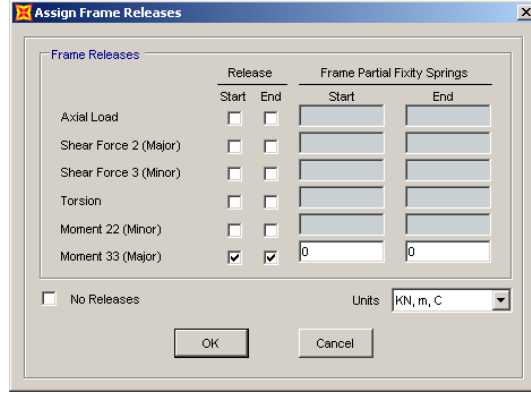 Assign Frame Releases
Frame Releases
Release Frame Partial Fixity Springs
Start End Start End
Axial Load
Shear Force 2 (Major)
Shear Force 3 (Minor)
Torsion
Moment 22 (Minor)
Moment 33 (Major) 0 0
No Releases Units KN, m, C
OK Cancel